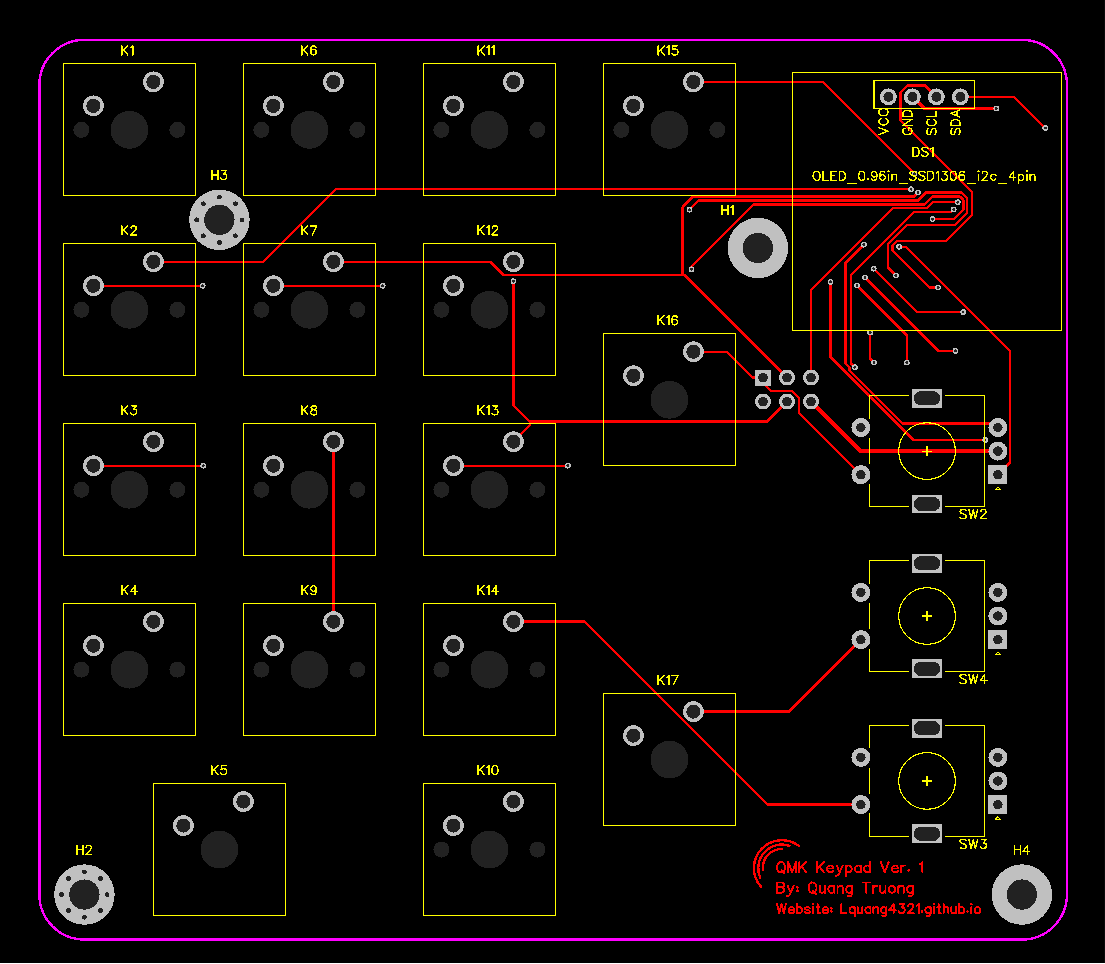 K1
K6
K11
K15
VCC
GND
SCL
SDA
DS1
OLED_0.96in_SSD1306_i2c_4pin
H3
H1
K2
K7
K12
K16
K3
K8
K13
SW2
K4
K9
K14
K17
SW4
K5
K10
SW3
H2
H4
QMK Keypad Ver. 1
By: Quang Truong
Website: Lquang4321.github.io